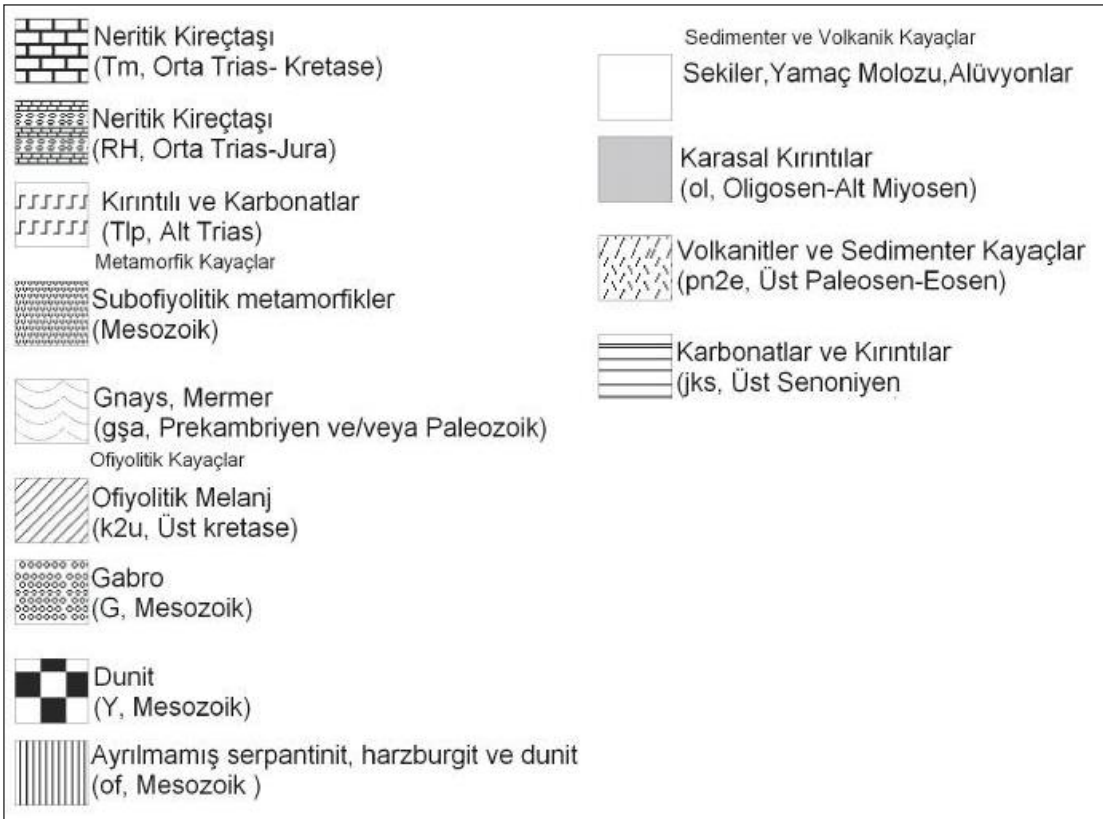 Neritik Kireçtaşı
(Tm, Orta Trias- Kretase)
Neritik Kireçtaşı
(RH, Orta Trias-Jura)
Kırıntılı ve Karbonatlar
(Tlp, Alt Trias)
Metamorfik Kayaçlar
Subofiyolitik metamorfikler
(Mesozoik)
Gnays, Mermer
(gşa, Prekambriyen ve/veya Paleozoik)
Ofiyolitik Kayaçlar
Ofiyolitik Melanj
(k2u, Üst kretase)
Gabro
(G, Mesozoik)
Dunit
(Y, Mesozoik)
Ayrılmamış serpantinit, harzburgit ve dunit
(of, Mesozoik )
Sedimenter ve Volkanik Kayaçlar
Sekiler,Yamaç Molozu,Alüvyonlar
Karasal Kırıntılar
(ol, Oligosen-Alt Miyosen)
Volkanitler ve Sedimenter Kayaçlar
(pn2e, Üst Paleosen-Eosen)
Karbonatlar ve Kırıntılar
(jks, Üst Senoniyen